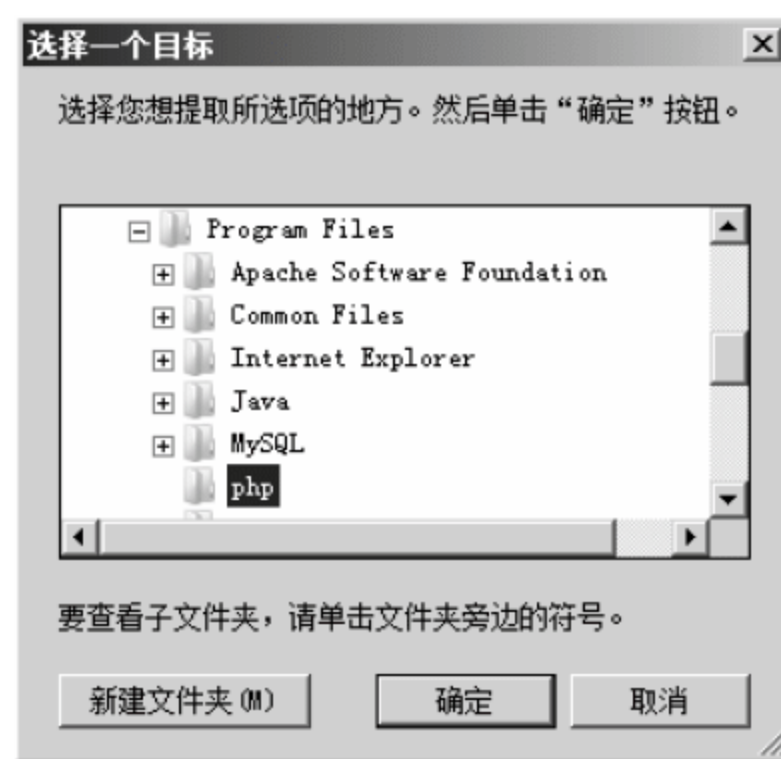 选择一个目标
选择您想提取所选项的地方。然后单击“确定”按钮。
Program Files
Apache Software Foundation
Common Files
Internet Explorer
Java
MySQL
php
要查看子文件夹，请单击文件夹旁边的符号。
新建文件夹(M) 确定 取消